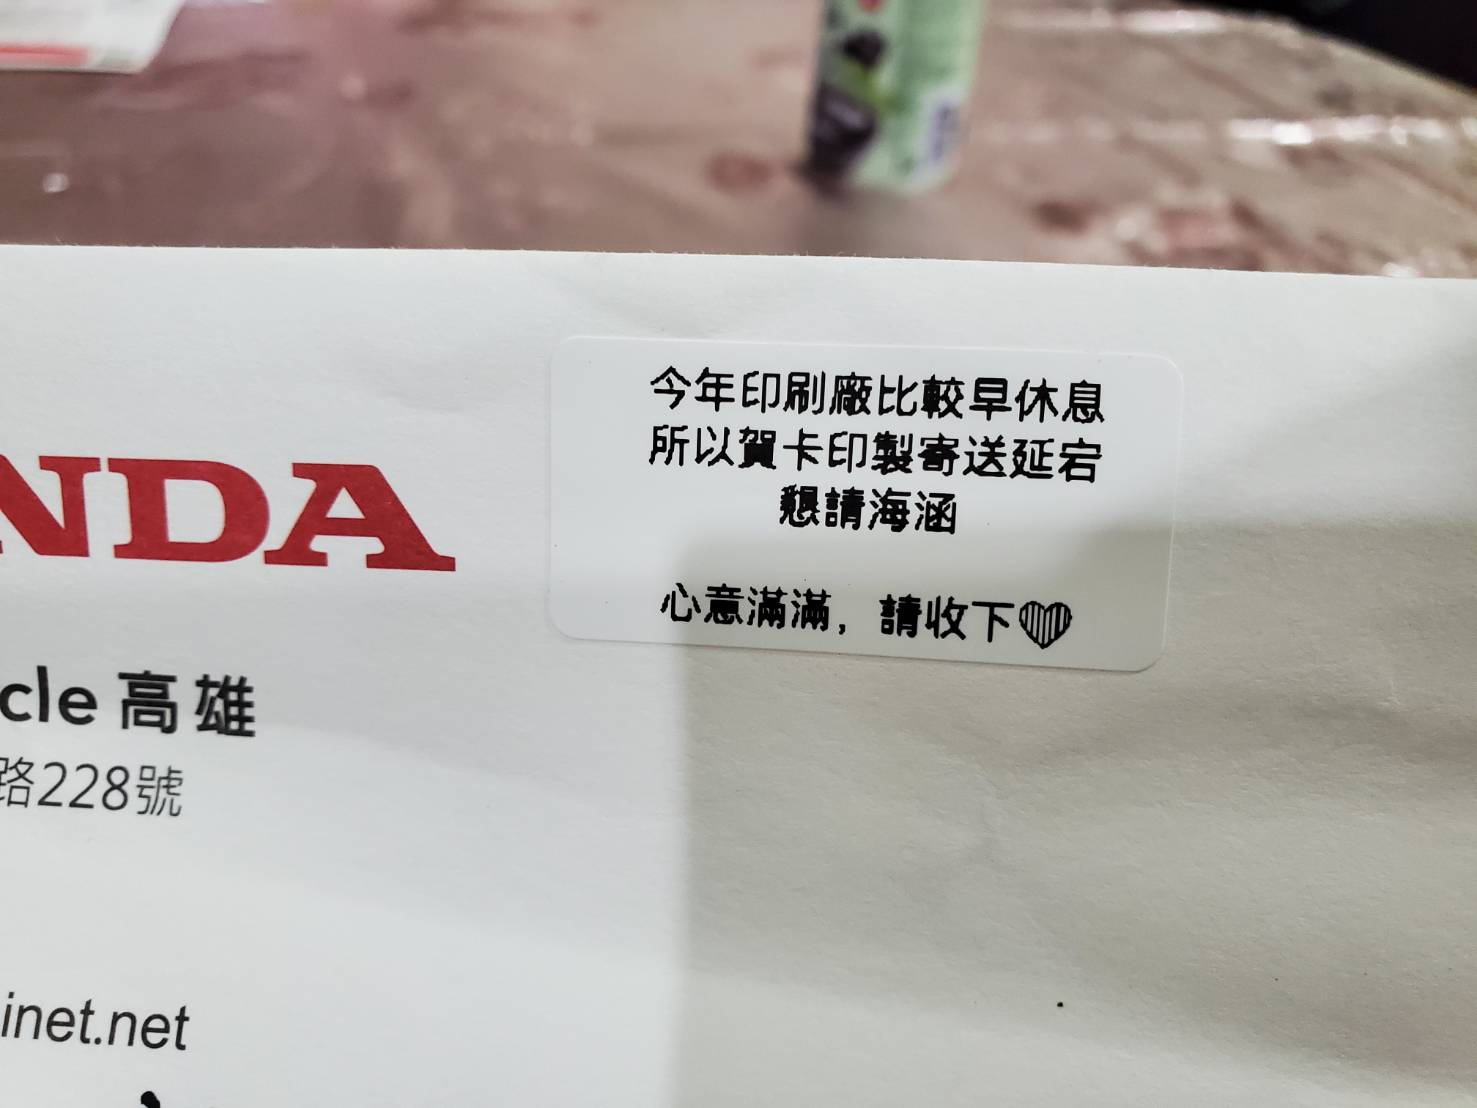 今年印刷廠比較早休息
所以賀卡印製寄送延宕
懇請海涵
心意滿滿，請收下
NDA
cle 高雄
路228號
inet.net